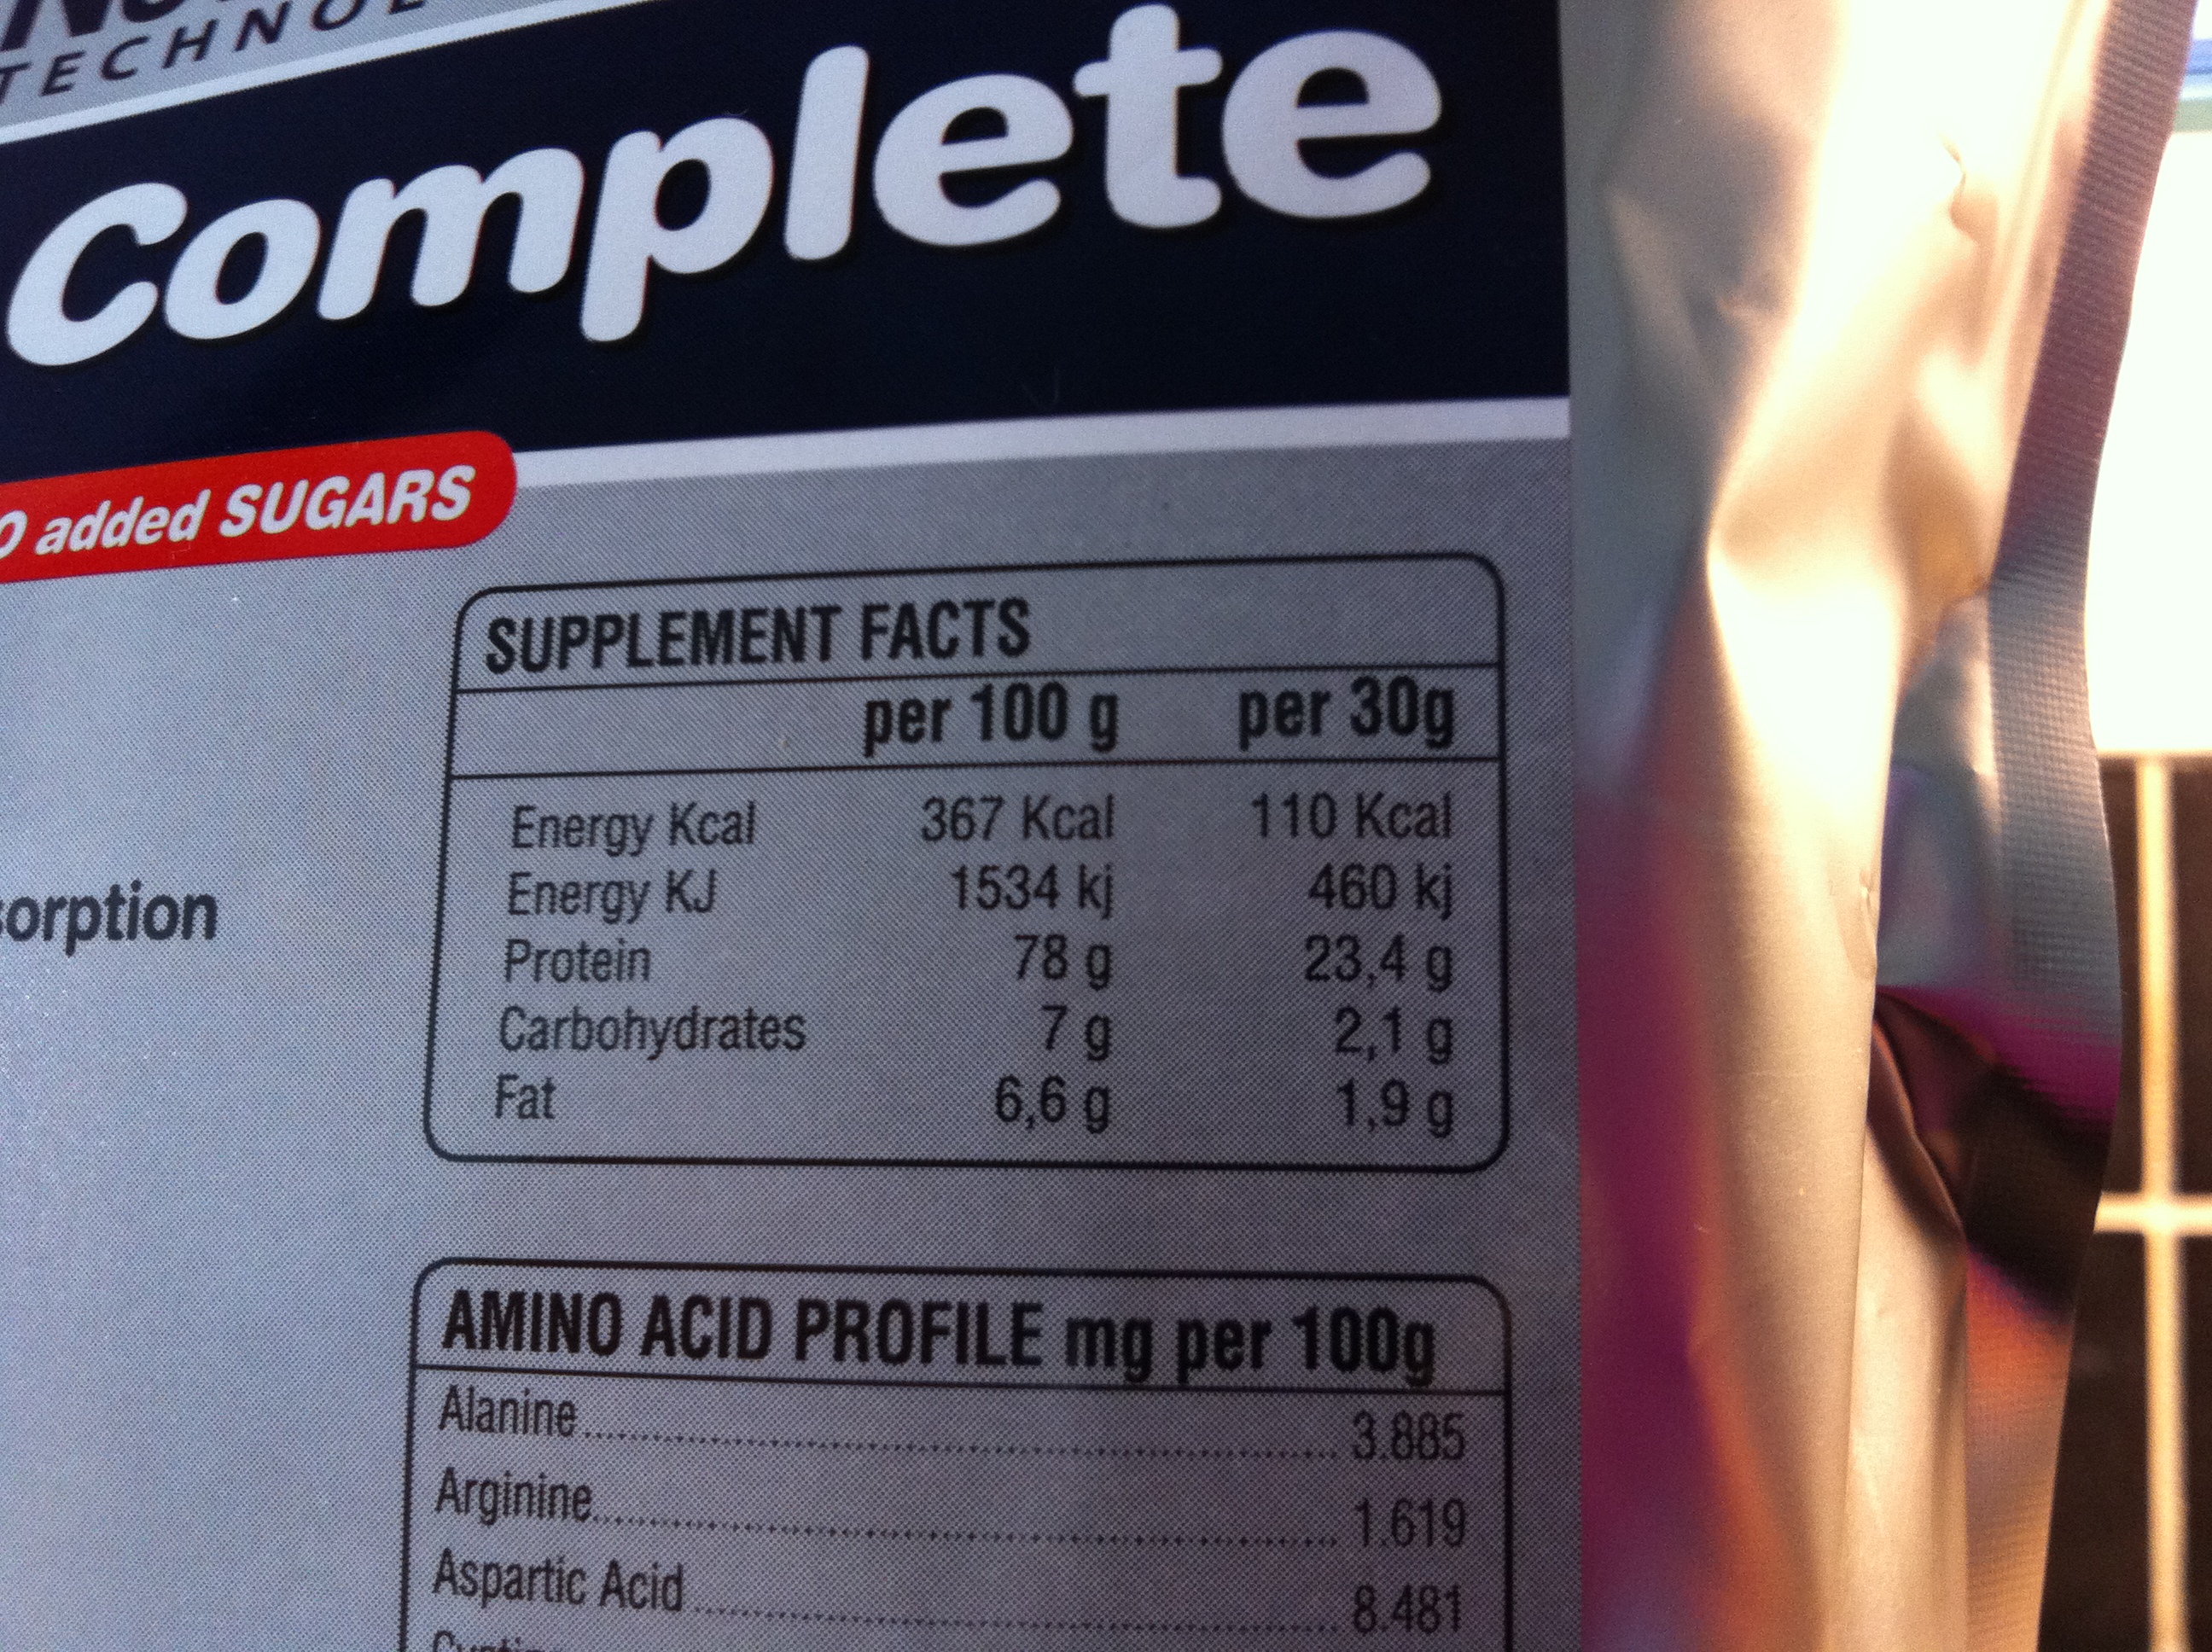 TECHNO
Complete
added SUGARS
SUPPLEMENT FACTS
per 100 g per 30g
Energy Kcal 367 Kcal 110 Kcal
Energy KJ 1534 kj 460 kj
Protein 78 g 23,4 g
Carbohydrates 7 g 2,1 g
Fat 6,6 g 1,9 g
sorption
AMINO ACID PROFILE mg per 100g
Alanine 3.885
Arginine 1.619
Aspartic Acid 8.481